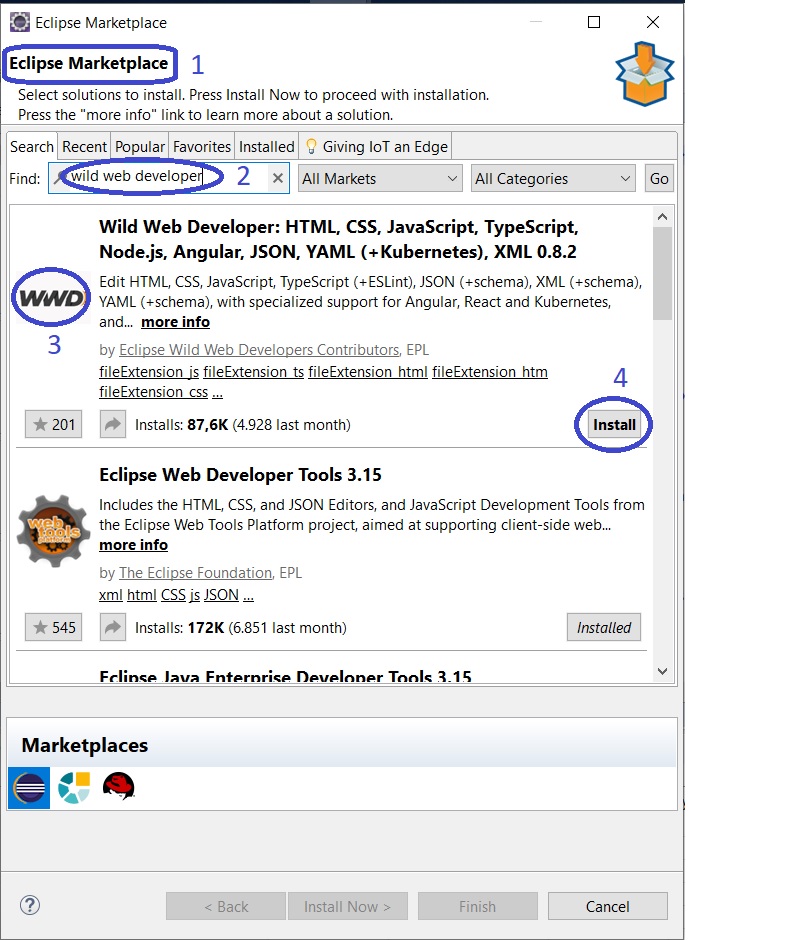 Eclipse Marketplace
Eclipse Marketplace 1
Select solutions to install. Press Install Now to proceed with installation.
Press the "more info" link to learn more about a solution.
Search Recent Popular Favorites Installed Giving IoT an Edge
Find: wild web developer 2 All Markets All Categories Go
Wild Web Developer: HTML, CSS, JavaScript, TypeScript,
Node.js, Angular, JSON, YAML (+Kubernetes), XML 0.8.2
WWD
3
Edit HTML, CSS, JavaScript, TypeScript (+ESLint), JSON (+schema), XML (+schema),
YAML (+schema), with specialized support for Angular, React and Kubernetes,
and... more info
by Eclipse Wild Web Developers Contributors, EPL
fileExtension_js fileExtension_ts fileExtension_html fileExtension_htm
fileExtension_css ...
4
201 Installs: 87,6K (4.928 last month) Install
Eclipse Web Developer Tools 3.15
web tools platform
Includes the HTML, CSS, and JSON Editors, and JavaScript Development Tools from
the Eclipse Web Tools Platform project, aimed at supporting client-side web...
more info
by The Eclipse Foundation, EPL
xml html CSS js JSON ...
545 Installs: 172K (6.851 last month) Installed
Eclipse Java Enterprise Developer Tools 3.15
Marketplaces
? < Back Install Now > Finish Cancel